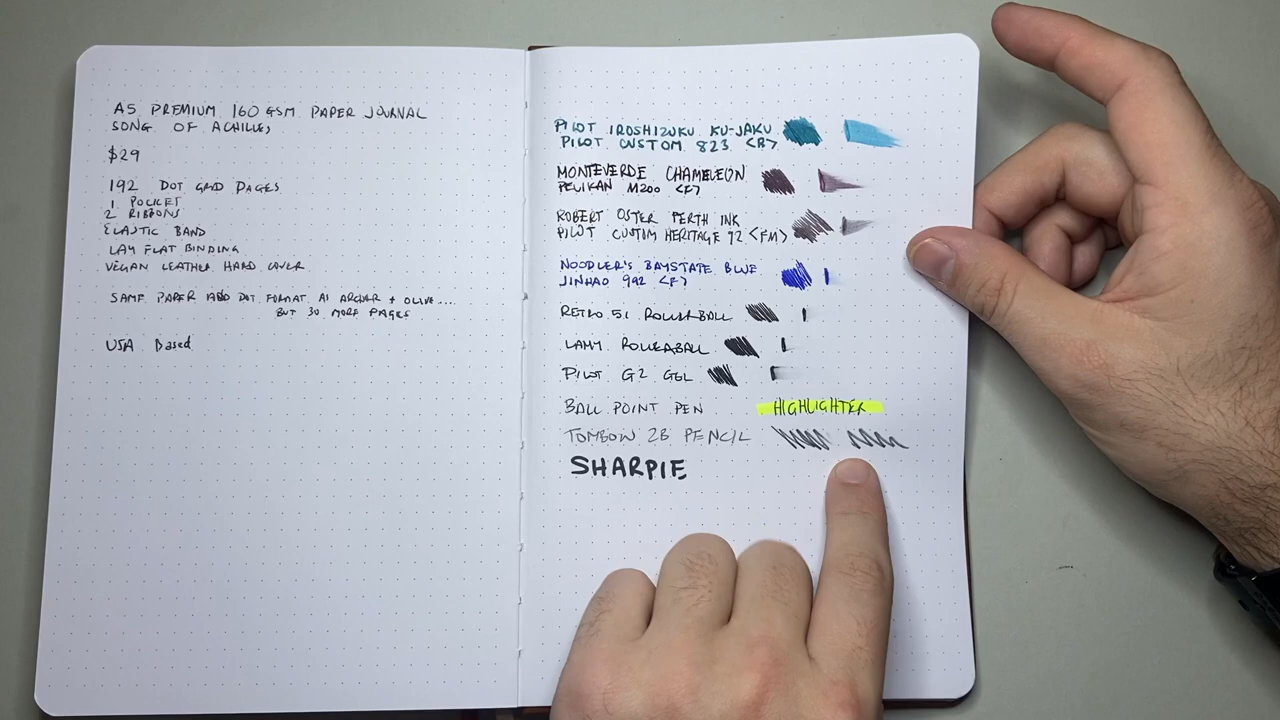 A5 PREMIUM 160 GSM PAPER JOURNAL
SONG OF ACHILLES
$29
192 DOT GRID PAGES
1 POCKET
2 RIBBONS
ELASTIC BAND
LAY FLAT BINDING
VEGAN LEATHER HARD COVER
SAME PAPER AND DOT FORMAT AS ARCHER + OLIVE...
BUT 30 MORE PAGES
USA Based
PILOT IROSHIZUKU KU-JAKU
PILOT CUSTOM 823 <B>
MONTEVERDE CHAMELEON
PELIKAN M200 <F>
ROBERT OSTER PERTH INK
PILOT CUSTOM HERITAGE 92 <FM>
NOODLER'S BAYSTATE BLUE
JINHAO 992 <F>
RETRO 51 ROLLERBALL
LAMY ROLLERBALL
PILOT G2 GEL
BALL POINT PEN HIGHLIGHTER
TOMBOW 2B PENCIL
SHARPIE